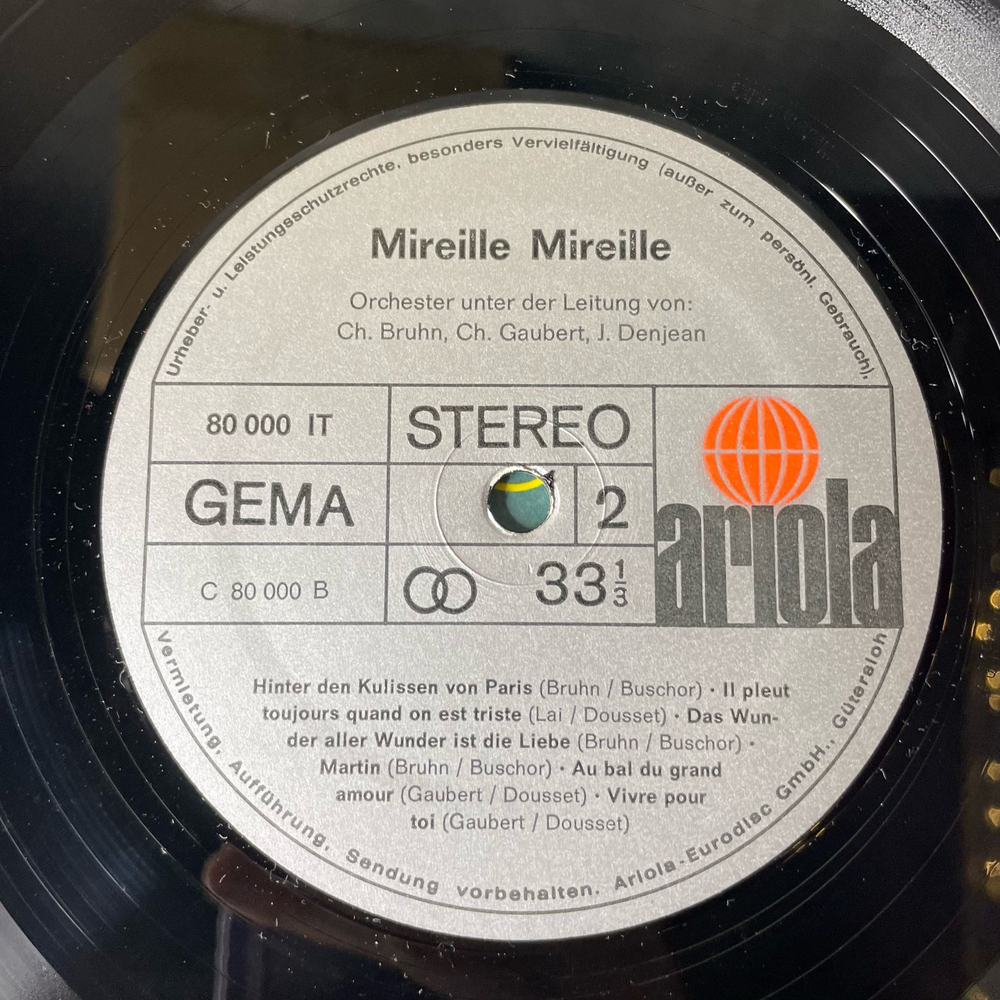 Urheber- u. Leistungsschutzrechte, besonders Vervielfältigung (außer zum persönl. Gebrauch),
Mireille Mireille
Orchester unter der Leitung von:
Ch. Bruhn, Ch. Gaubert, J. Denjean
80 000 IT
STEREO
GEMA
2
ariola
C 80 000 B
33 1/3
Hinter den Kulissen von Paris (Bruhn / Buschor) · Il pleut
toujours quand on est triste (Lai / Dousset) · Das Wun-
der aller Wunder ist die Liebe (Bruhn / Buschor) ·
Martin (Bruhn / Buschor) · Au bal du grand
amour (Gaubert / Dousset) · Vivre pour
toi (Gaubert / Dousset)
Vermietung, Aufführung, Sendung vorbehalten. Ariola-Eurodisc GmbH., Gütersloh